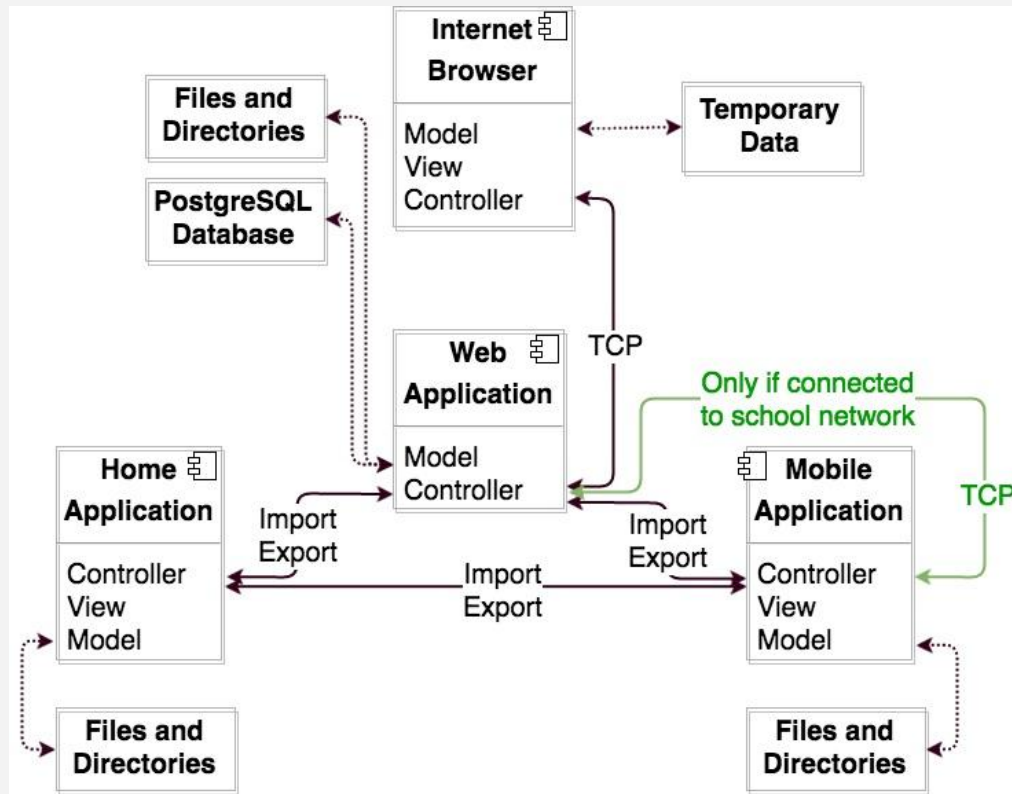 Internet
Browser
Model
View
Controller
Files and
Directories
Temporary
Data
PostgreSQL
Database
TCP
Web
Application
Model
Controller
Only if connected
to school network
TCP
Home
Application
Controller
View
Model
Import
Export
Import
Export
Import
Export
Mobile
Application
Controller
View
Model
Files and
Directories
Files and
Directories